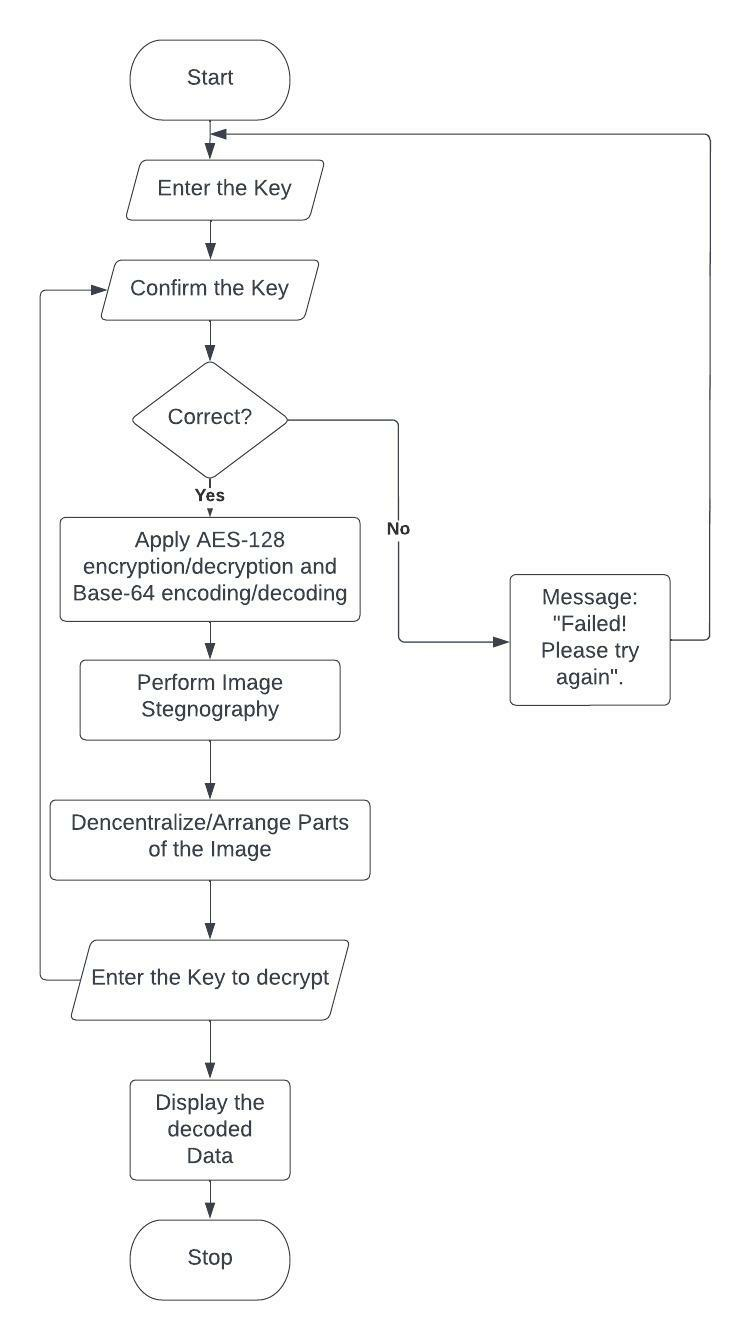 Start
Enter the Key
Confirm the Key
Correct?
Yes
No
Apply AES-128
encryption/decryption and
Base-64 encoding/decoding
Message:
"Failed!
Please try
again".
Perform Image
Stegnography
Dencentralize/Arrange Parts
of the Image
Enter the Key to decrypt
Display the
decoded
Data
Stop